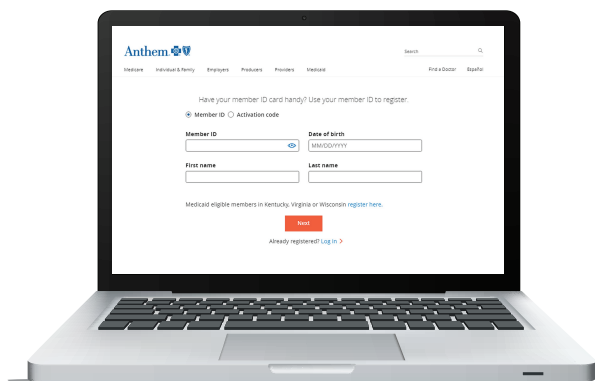 Anthem
Search
Medicare Individual & Family Employers Producers Providers Medicaid Find a Doctor Español
Have your member ID card handy? Use your member ID to register.
Member ID Activation code
Member ID Date of birth
MM/DD/YYYY
First name Last name
Medicaid eligible members in Kentucky, Virginia or Wisconsin register here.
Next
Already registered? Log in >